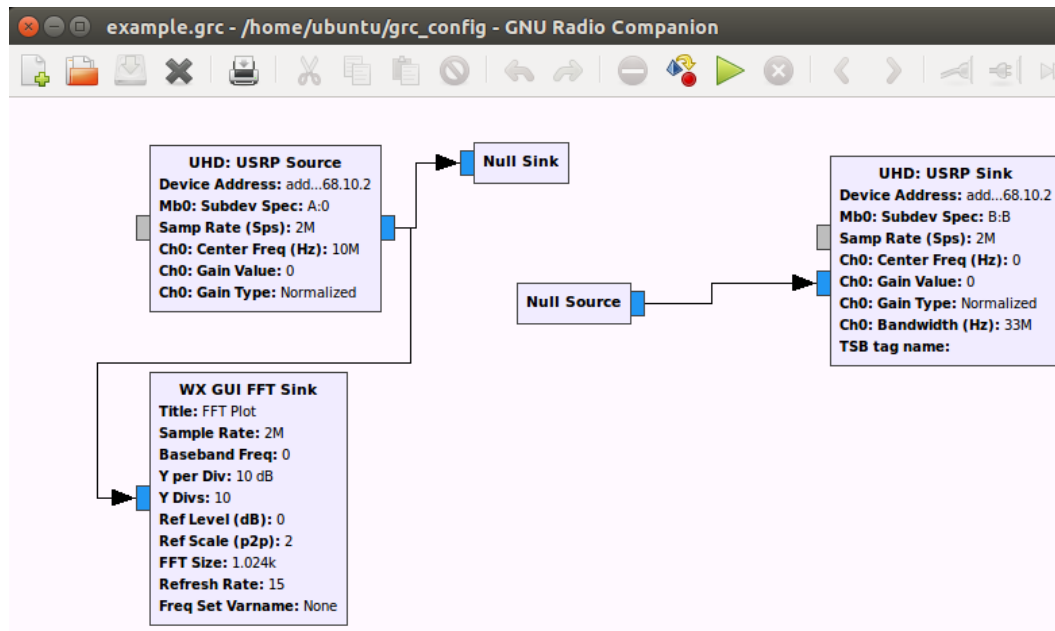 example.grc - /home/ubuntu/grc_config - GNU Radio Companion
UHD: USRP Source
Device Address: add...68.10.2
Mb0: Subdev Spec: A:0
Samp Rate (Sps): 2M
Ch0: Center Freq (Hz): 10M
Ch0: Gain Value: 0
Ch0: Gain Type: Normalized
Null Sink
Null Source
UHD: USRP Sink
Device Address: add...68.10.2
Mb0: Subdev Spec: B:B
Samp Rate (Sps): 2M
Ch0: Center Freq (Hz): 0
Ch0: Gain Value: 0
Ch0: Gain Type: Normalized
Ch0: Bandwidth (Hz): 33M
TSB tag name:
WX GUI FFT Sink
Title: FFT Plot
Sample Rate: 2M
Baseband Freq: 0
Y per Div: 10 dB
Y Divs: 10
Ref Level (dB): 0
Ref Scale (p2p): 2
FFT Size: 1.024k
Refresh Rate: 15
Freq Set Varname: None